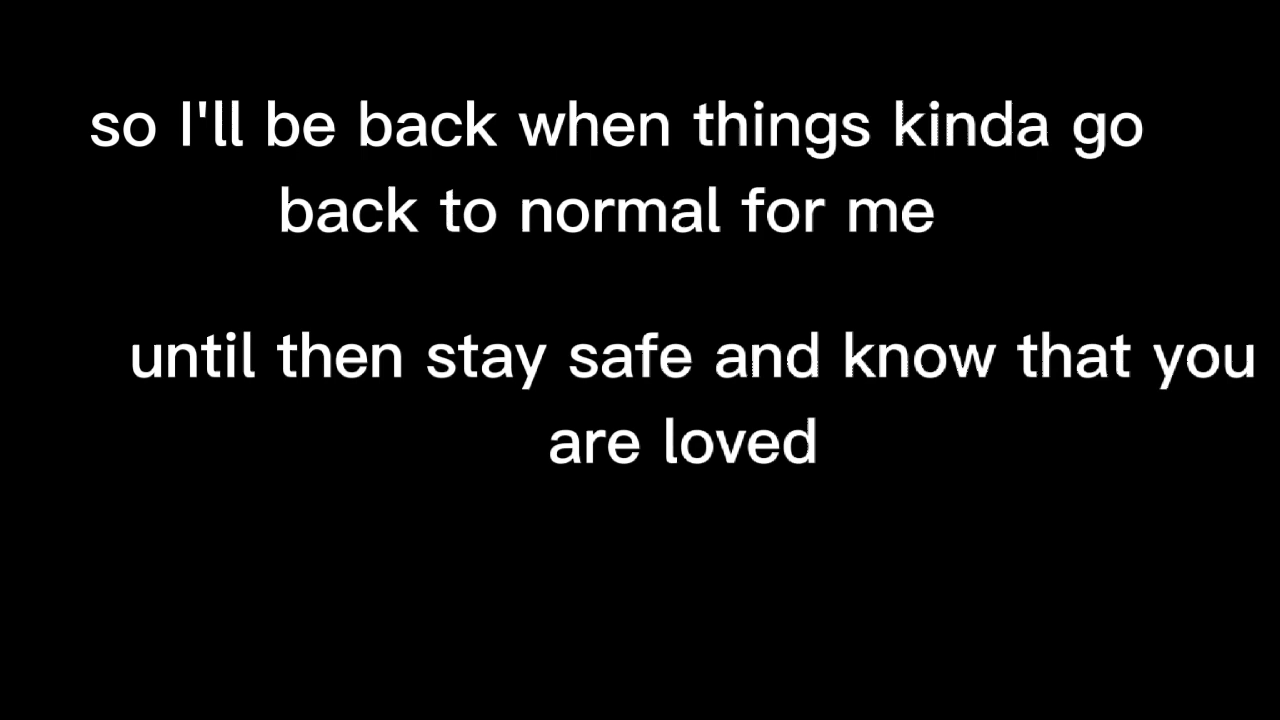 so I'll be back when things kinda go
back to normal for me
until then stay safe and know that you
are loved